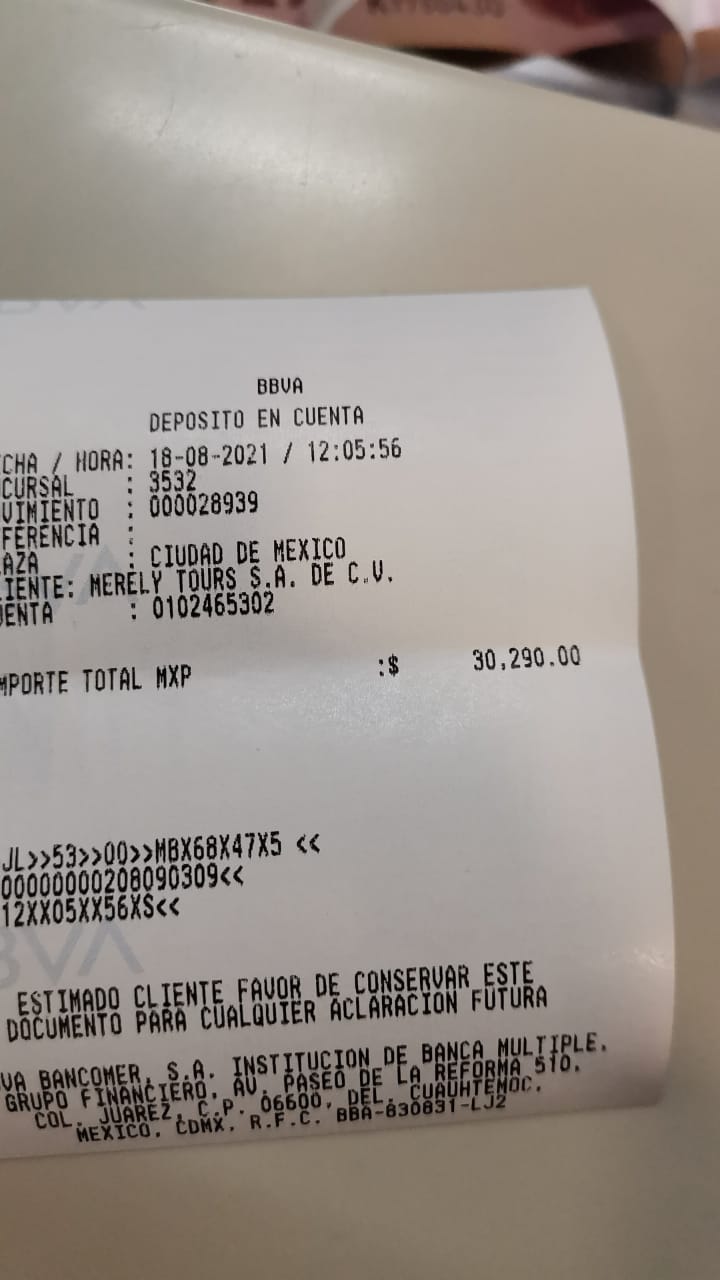 BBVA
DEPOSITO EN CUENTA
CHA / HORA: 18-08-2021 / 12:05:56
CURSAL : 3532
VIMIENTO : 000028939
FERENCIA :
AZA : CIUDAD DE MEXICO
IENTE: MERELY TOURS S.A. DE C.V.
ENTA : 0102465302
MPORTE TOTAL MXP :$ 30,290.00
JL>>53>>00>>MBX68X47X5 <<
00000000208090309<<
12XX05XX56XS<<
BVA
ESTIMADO CLIENTE FAVOR DE CONSERVAR ESTE
DOCUMENTO PARA CUALQUIER ACLARACION FUTURA
VA BANCOMER, S.A. INSTITUCION DE BANCA MULTIPLE.
GRUPO FINANCIERO. AV. PASEO DE LA REFORMA 510.
COL. JUAREZ, C.P. 06600, DEL. CUAUHTEMOC.
MEXICO. CDMX. R.F.C. BBA-830831-LJ2